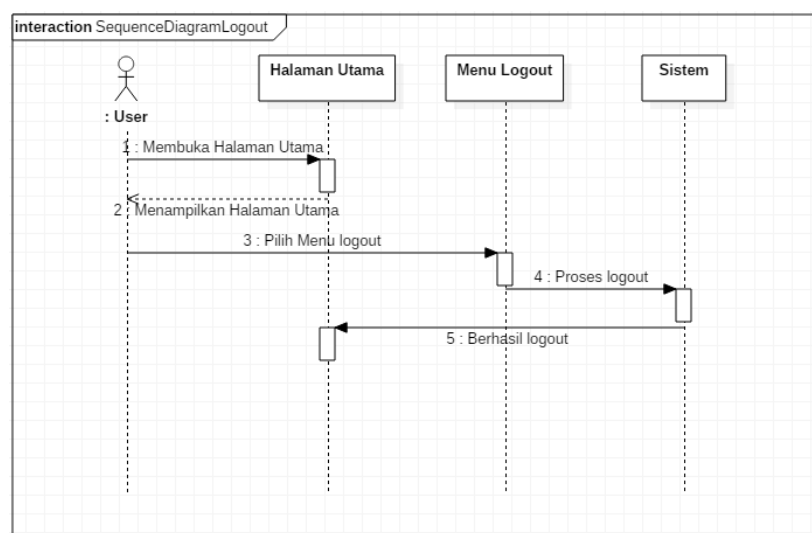 interaction SequenceDiagramLogout
Halaman Utama
Menu Logout
Sistem
: User
1 : Membuka Halaman Utama
2 : Menampilkan Halaman Utama
3 : Pilih Menu logout
4 : Proses logout
5 : Berhasil logout